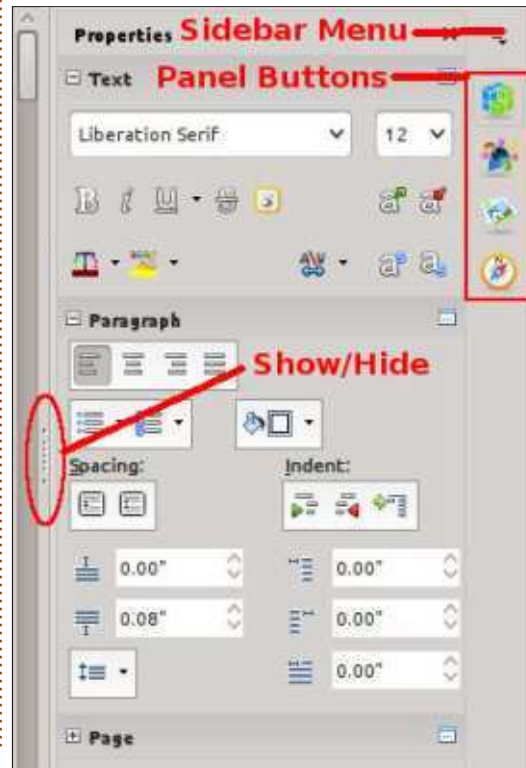 Properties Sidebar Menu
Text Panel Buttons
Liberation Serif 12
Paragraph
Show/Hide
Spacing: Indent:
0.00" 0.00"
0.08" 0.00"
0.00"
Page